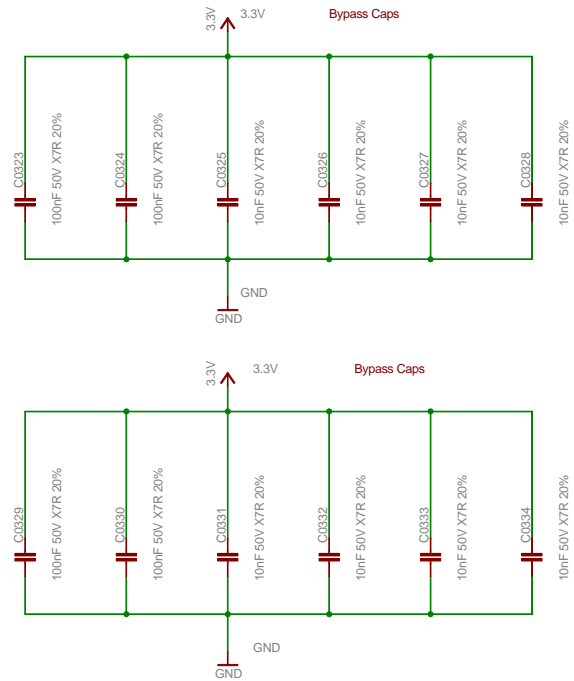 3.3V
3.3V
Bypass Caps
C0323
100nF 50V X7R 20%
C0324
100nF 50V X7R 20%
C0325
10nF 50V X7R 20%
C0326
10nF 50V X7R 20%
C0327
10nF 50V X7R 20%
C0328
10nF 50V X7R 20%
GND
GND
3.3V
3.3V
Bypass Caps
C0329
100nF 50V X7R 20%
C0330
100nF 50V X7R 20%
C0331
10nF 50V X7R 20%
C0332
10nF 50V X7R 20%
C0333
10nF 50V X7R 20%
C0334
10nF 50V X7R 20%
GND
GND